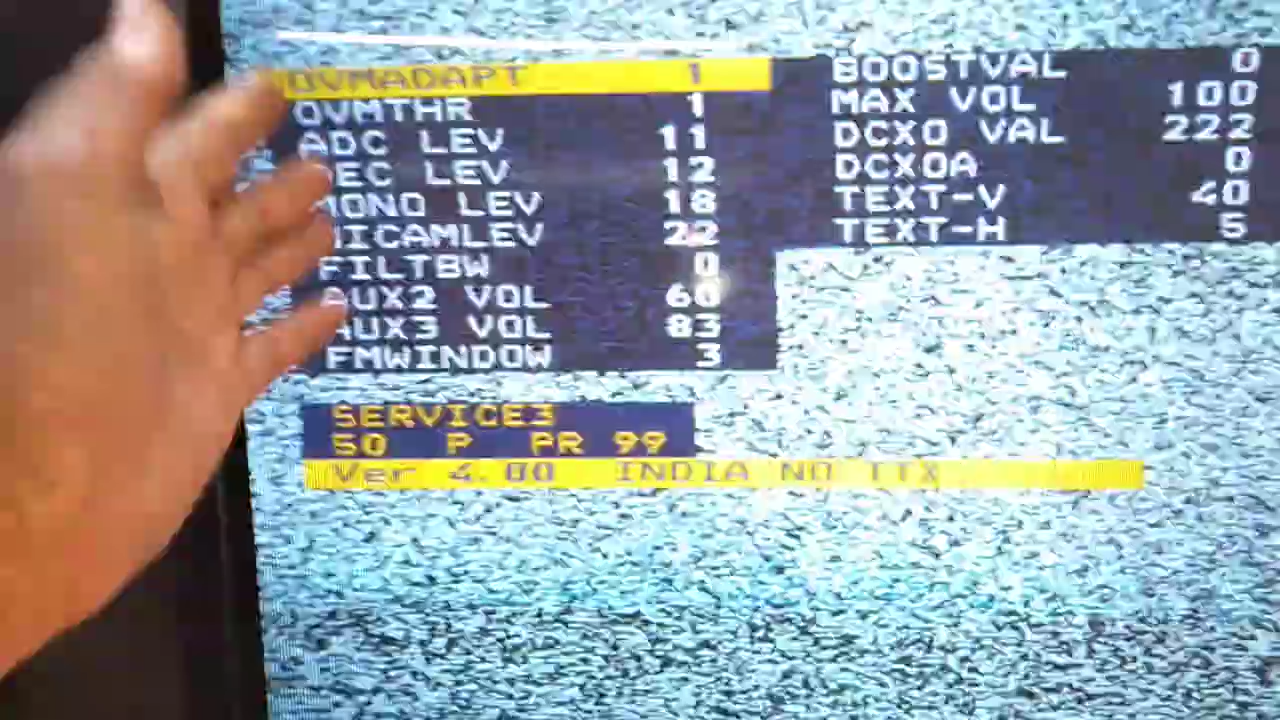 OVMADAPT 1
OVMTHR 1
ADC LEV 11
DEC LEV 12
MONO LEV 18
NICAMLEV 22
FILTBW 0
AUX2 VOL 60
AUX3 VOL 83
FMWINDOW 3
BOOSTVAL 0
MAX VOL 100
DCXO VAL 222
DCXOA 0
TEXT-V 40
TEXT-H 5
SERVICE3
50 P PR 99
Ver 4.00 INDIA NO TTX